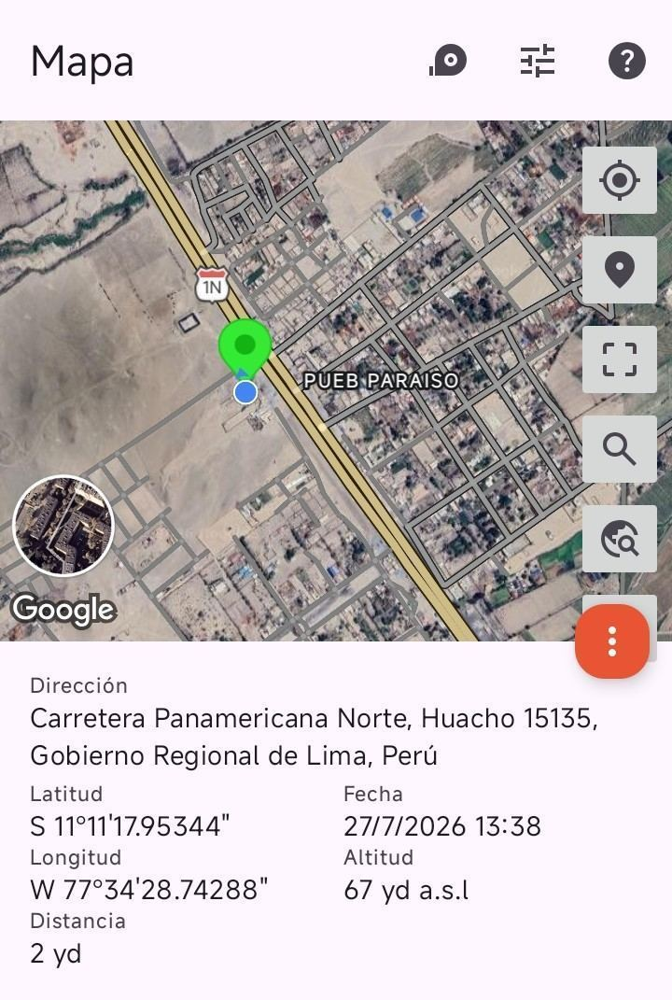 Mapa
1N
PUEB PARAISO
Google
Dirección
Carretera Panamericana Norte, Huacho 15135,
Gobierno Regional de Lima, Perú
Latitud
S 11°11'17.95344"
Fecha
27/7/2026 13:38
Longitud
W 77°34'28.74288"
Altitud
67 yd a.s.l
Distancia
2 yd